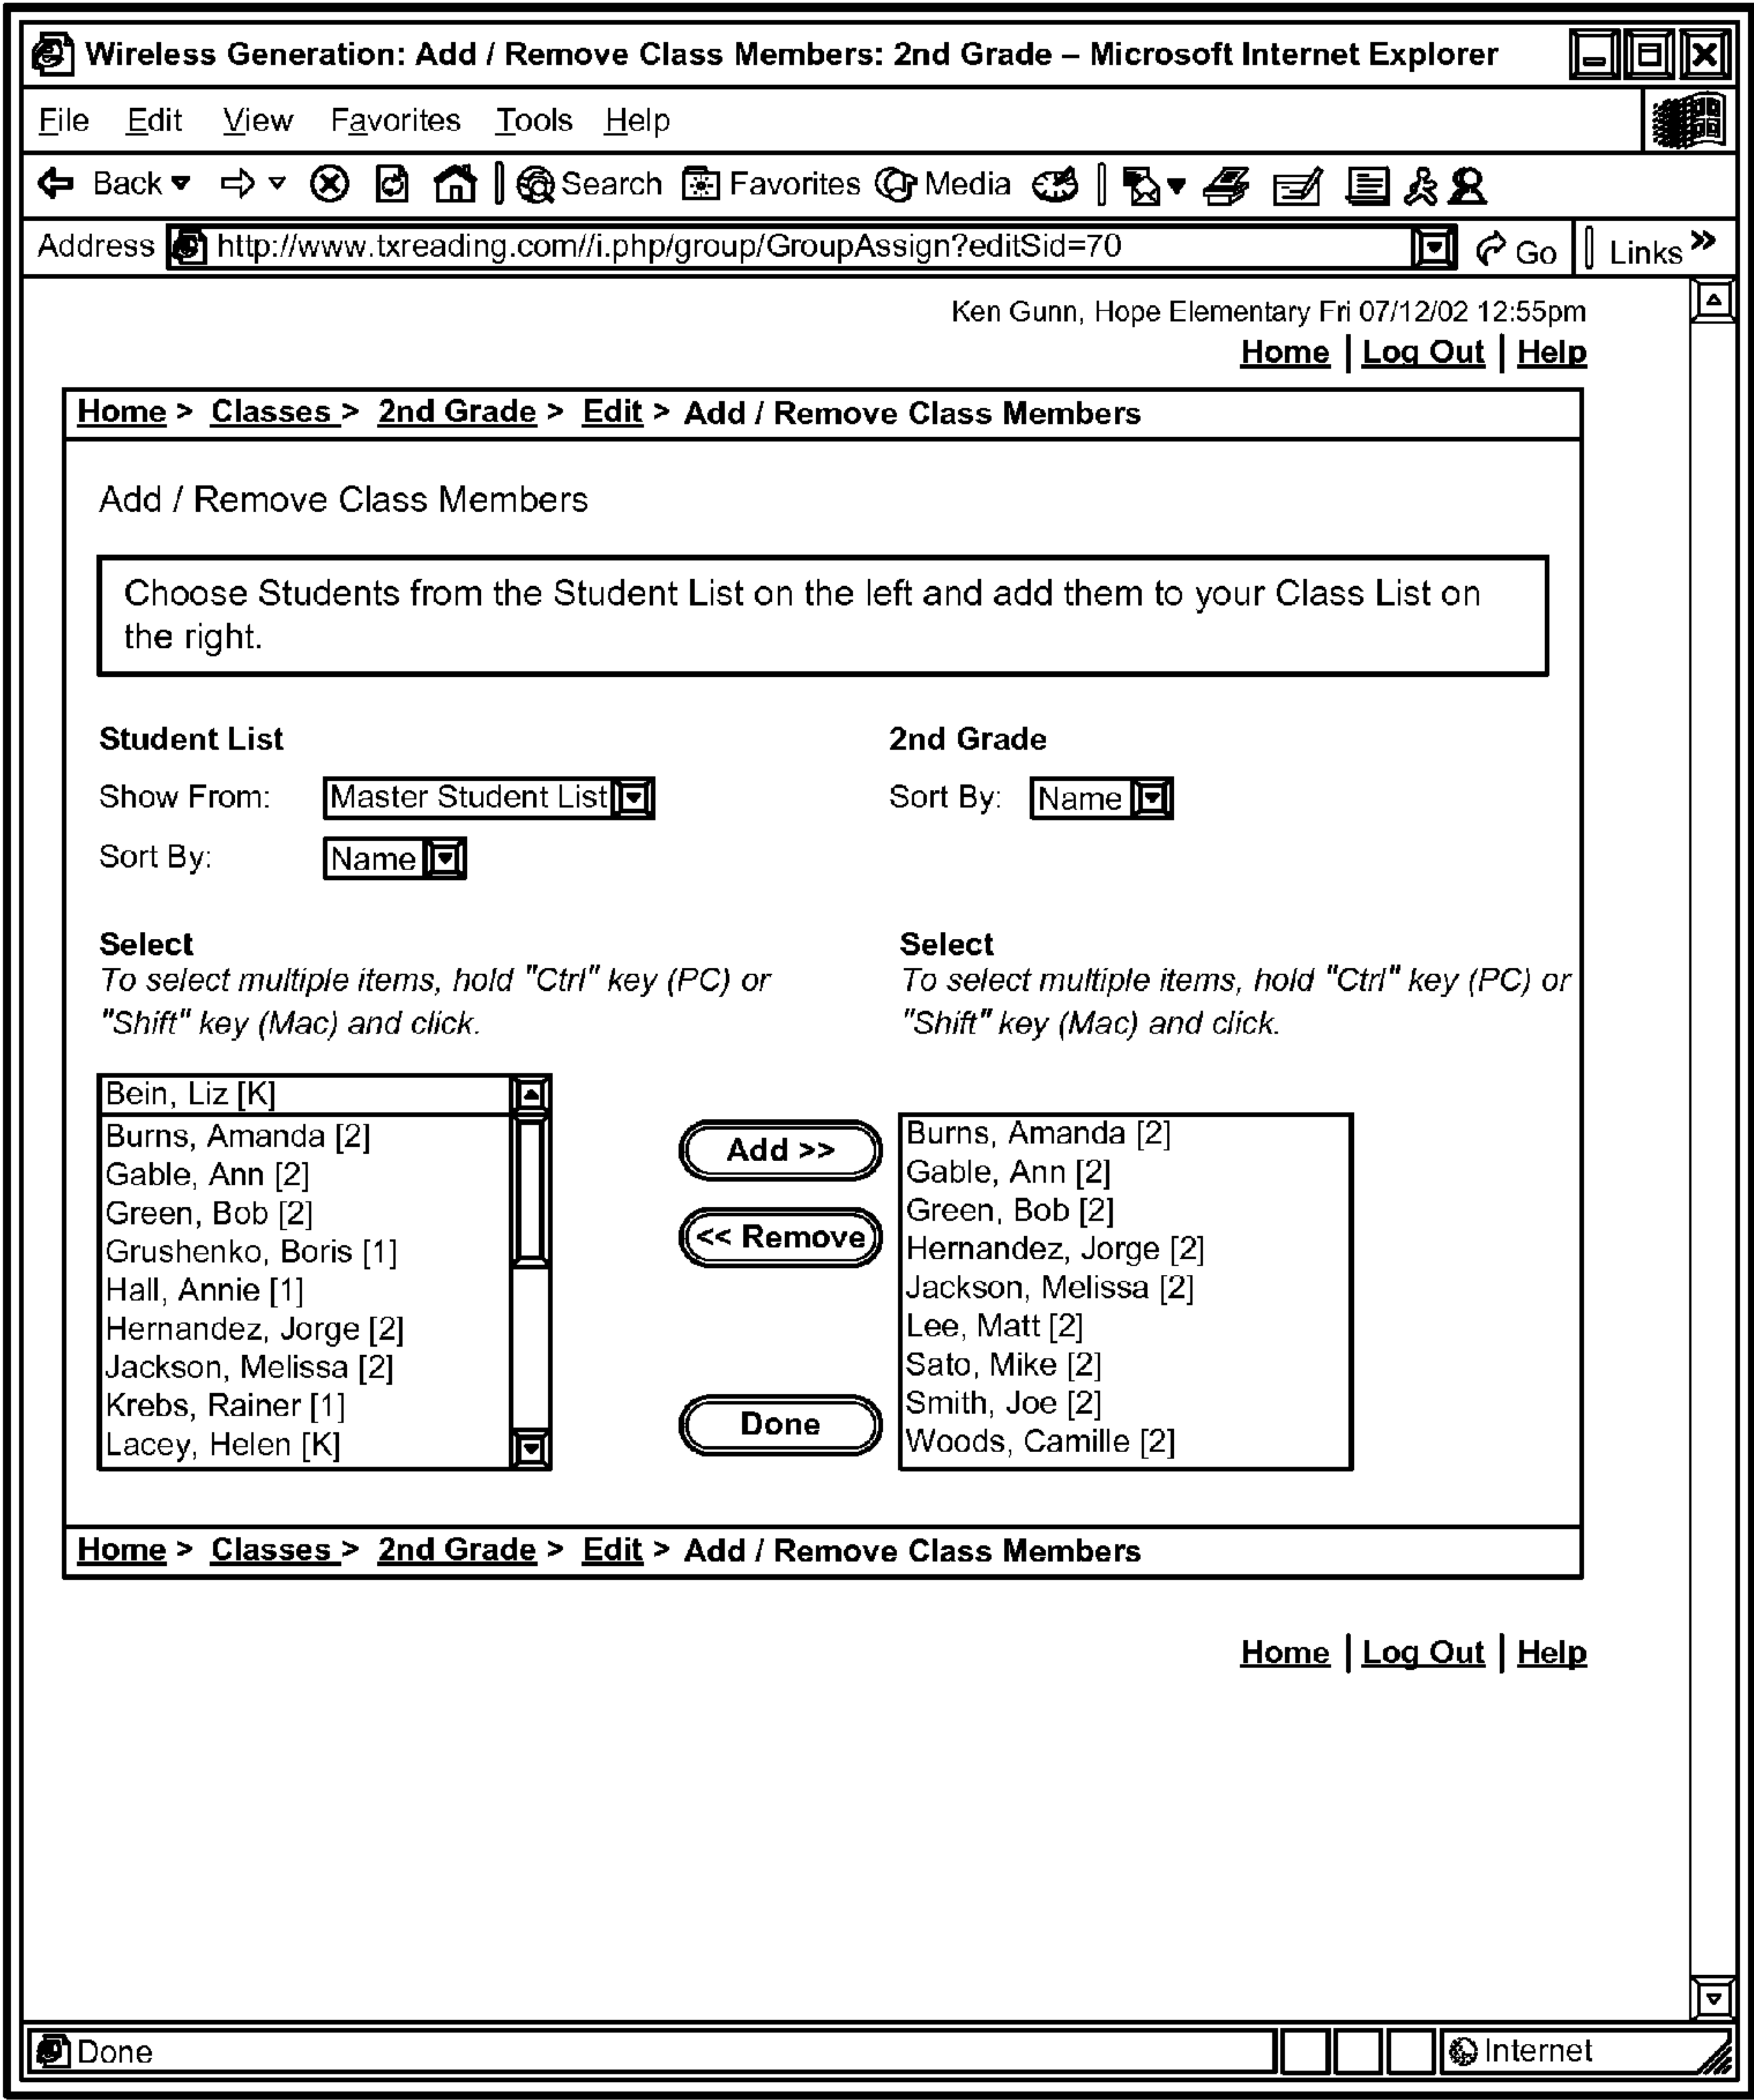 Wireless Generation: Add / Remove Class Members: 2nd Grade – Microsoft Internet Explorer
File Edit View Favorites Tools Help
Back Search Favorites Media
Address http://www.txreading.com//i.php/group/GroupAssign?editSid=70 Go Links »
Ken Gunn, Hope Elementary Fri 07/12/02 12:55pm
Home | Log Out | Help
Home > Classes > 2nd Grade > Edit > Add / Remove Class Members
Add / Remove Class Members
Choose Students from the Student List on the left and add them to your Class List on
the right.
Student List
Show From: Master Student List
Sort By: Name
2nd Grade
Sort By: Name
Select
To select multiple items, hold "Ctrl" key (PC) or
"Shift" key (Mac) and click.
Bein, Liz [K]
Burns, Amanda [2]
Gable, Ann [2]
Green, Bob [2]
Grushenko, Boris [1]
Hall, Annie [1]
Hernandez, Jorge [2]
Jackson, Melissa [2]
Krebs, Rainer [1]
Lacey, Helen [K]
Add >>
<< Remove
Done
Select
To select multiple items, hold "Ctrl" key (PC) or
"Shift" key (Mac) and click.
Burns, Amanda [2]
Gable, Ann [2]
Green, Bob [2]
Hernandez, Jorge [2]
Jackson, Melissa [2]
Lee, Matt [2]
Sato, Mike [2]
Smith, Joe [2]
Woods, Camille [2]
Home > Classes > 2nd Grade > Edit > Add / Remove Class Members
Home | Log Out | Help
Done Internet